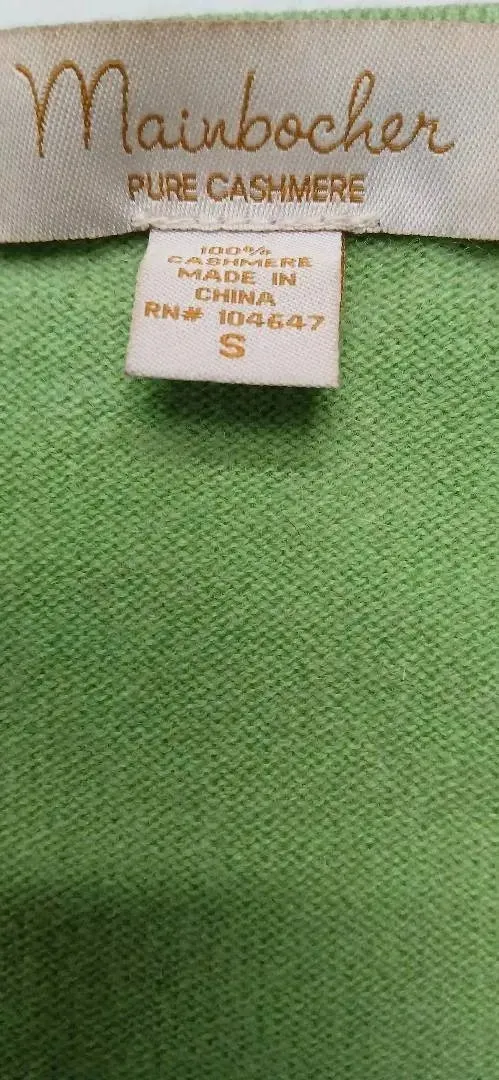 Mainbocher
PURE CASHMERE
100%
CASHMERE
MADE IN
CHINA
RN# 104647
S